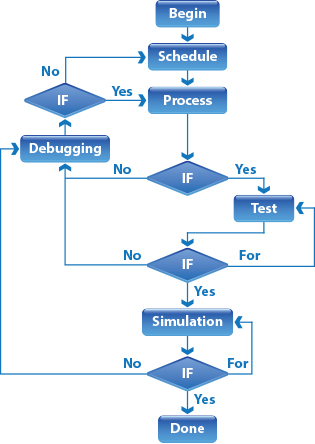 Begin
No
Schedule
IF
Yes
Process
Debugging
No
IF
Yes
Test
No
IF
For
Yes
Simulation
No
IF
For
Yes
Done